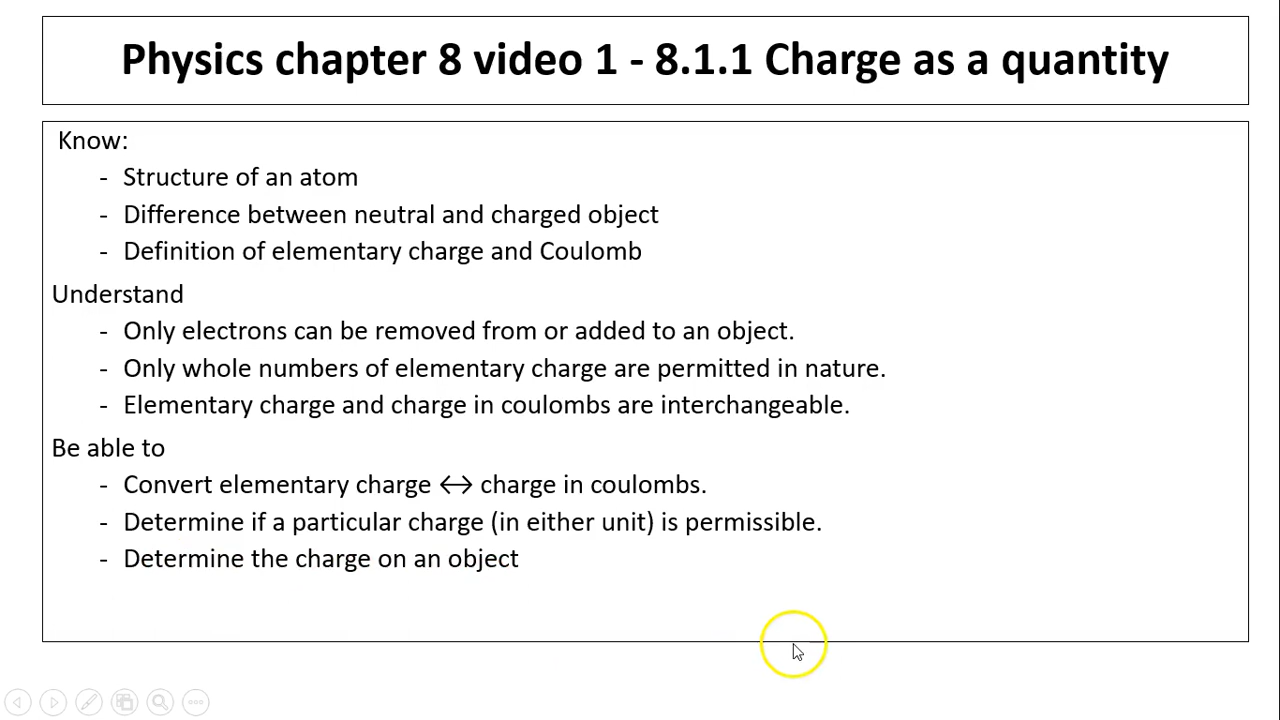 Physics chapter 8 video 1 - 8.1.1 Charge as a quantity
Know:
- Structure of an atom
- Difference between neutral and charged object
- Definition of elementary charge and Coulomb
Understand
- Only electrons can be removed from or added to an object.
- Only whole numbers of elementary charge are permitted in nature.
- Elementary charge and charge in coulombs are interchangeable.
Be able to
- Convert elementary charge ↔ charge in coulombs.
- Determine if a particular charge (in either unit) is permissible.
- Determine the charge on an object